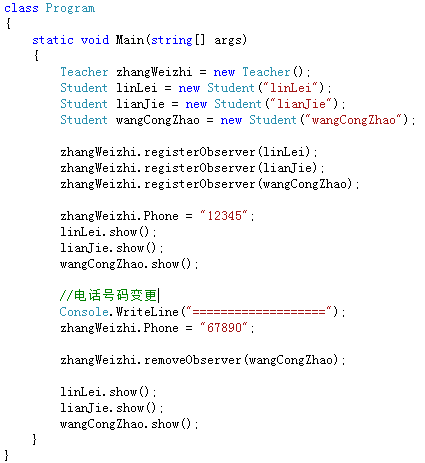 class Program
{
    static void Main(string[] args)
    {
        Teacher zhangWeizhi = new Teacher();
        Student linLei = new Student("linLei");
        Student lianJie = new Student("lianJie");
        Student wangCongZhao = new Student("wangCongZhao");

        zhangWeizhi.registerObserver(linLei);
        zhangWeizhi.registerObserver(lianJie);
        zhangWeizhi.registerObserver(wangCongZhao);

        zhangWeizhi.Phone = "12345";
        linLei.show();
        lianJie.show();
        wangCongZhao.show();

        //电话号码变更
        Console.WriteLine("===================");
        zhangWeizhi.Phone = "67890";

        zhangWeizhi.removeObserver(wangCongZhao);

        linLei.show();
        lianJie.show();
        wangCongZhao.show();
    }
}